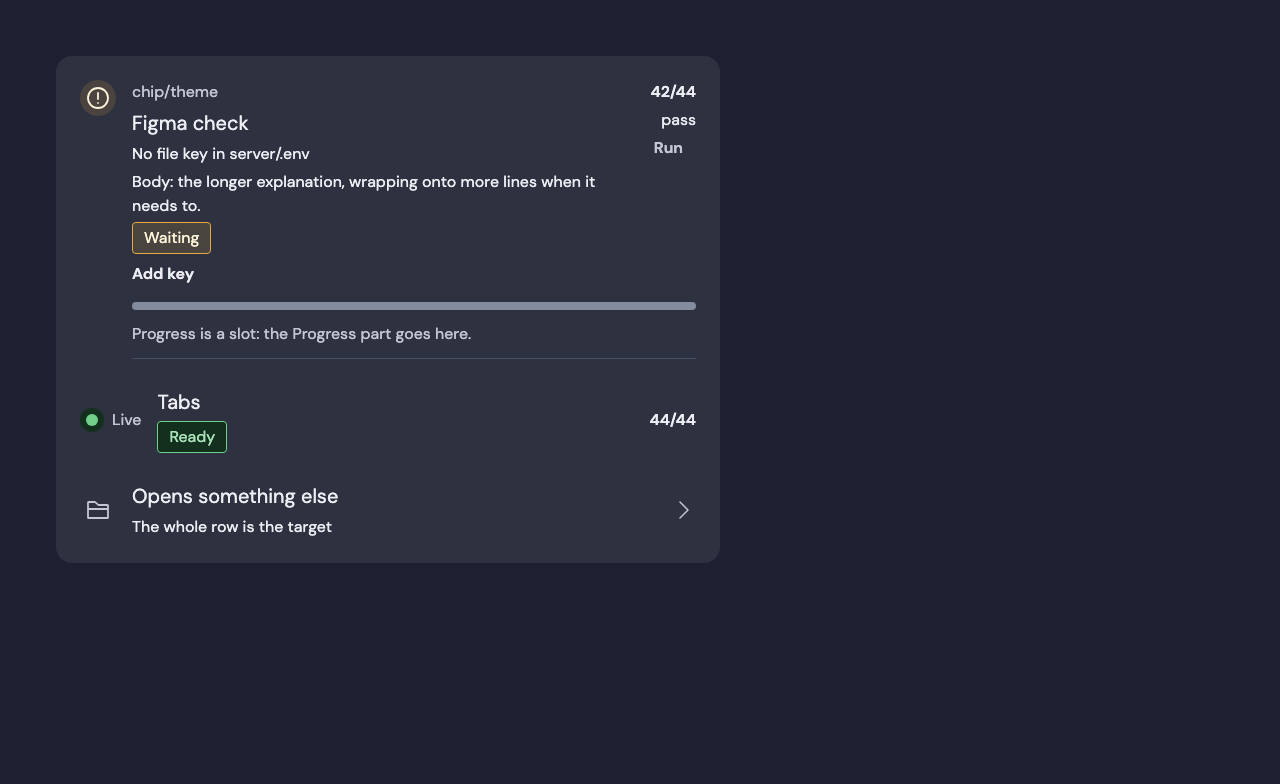 chip/theme
42/44
Figma check
pass
No file key in server/.env
Run
Body: the longer explanation, wrapping onto more lines when it
needs to.
Waiting
Add key
Progress is a slot: the Progress part goes here.
Live
Tabs
Ready
44/44
Opens something else
The whole row is the target